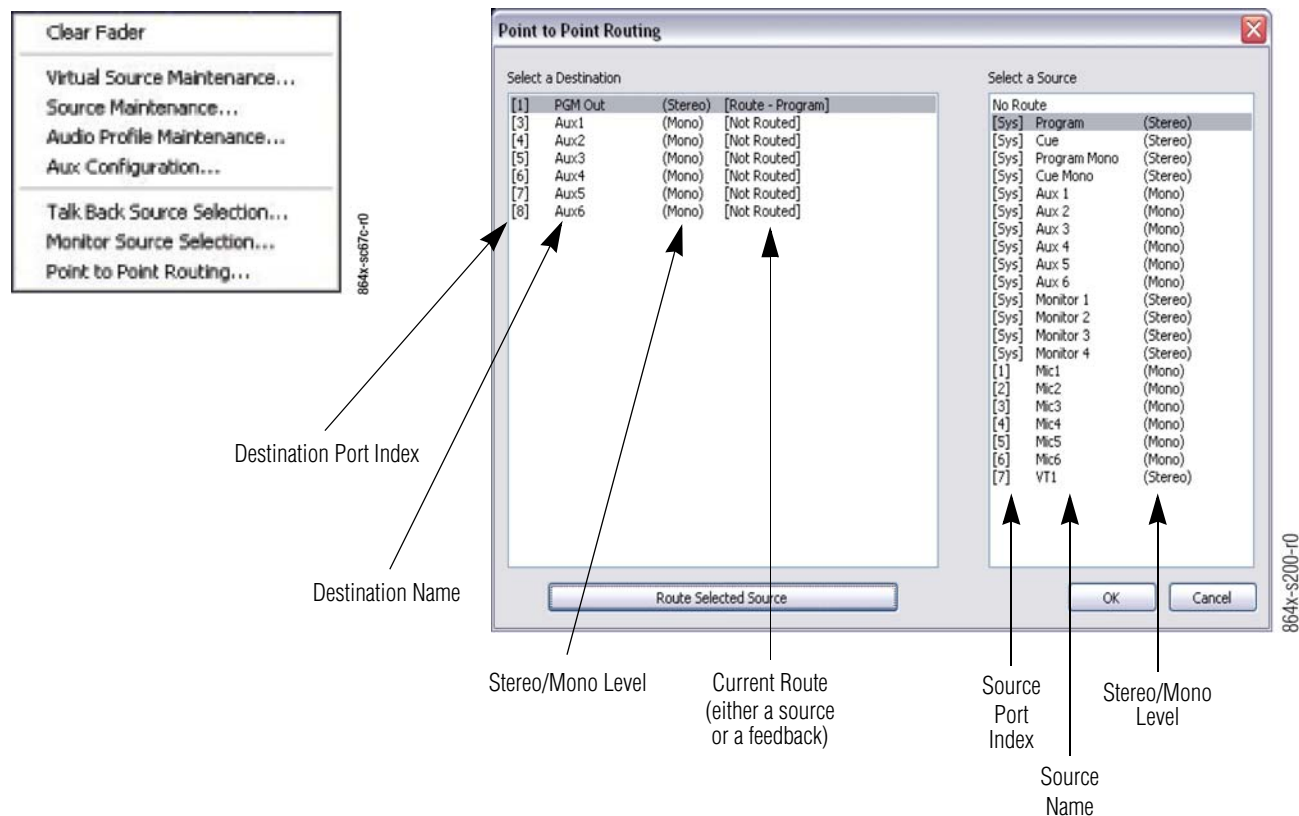 Clear Fader
Virtual Source Maintenance...
Source Maintenance...
Audio Profile Maintenance...
Aux Configuration...
Talk Back Source Selection...
Monitor Source Selection...
Point to Point Routing...
864x-sc67c-r0
Point to Point Routing
Select a Destination
[1] PGM Out (Stereo) [Route - Program]
[3] Aux1 (Mono) [Not Routed]
[4] Aux2 (Mono) [Not Routed]
[5] Aux3 (Mono) [Not Routed]
[6] Aux4 (Mono) [Not Routed]
[7] Aux5 (Mono) [Not Routed]
[8] Aux6 (Mono) [Not Routed]
Select a Source
No Route
[Sys] Program (Stereo)
[Sys] Cue (Stereo)
[Sys] Program Mono (Stereo)
[Sys] Cue Mono (Stereo)
[Sys] Aux 1 (Mono)
[Sys] Aux 2 (Mono)
[Sys] Aux 3 (Mono)
[Sys] Aux 4 (Mono)
[Sys] Aux 5 (Mono)
[Sys] Aux 6 (Mono)
[Sys] Monitor 1 (Stereo)
[Sys] Monitor 2 (Stereo)
[Sys] Monitor 3 (Stereo)
[Sys] Monitor 4 (Stereo)
[1] Mic1 (Mono)
[2] Mic2 (Mono)
[3] Mic3 (Mono)
[4] Mic4 (Mono)
[5] Mic5 (Mono)
[6] Mic6 (Mono)
[7] VT1 (Stereo)
Route Selected Source
OK
Cancel
864x-s200-r0
Destination Port Index
Destination Name
Stereo/Mono Level
Current Route
(either a source
or a feedback)
Source
Port
Index
Source
Name
Stereo/Mono
Level